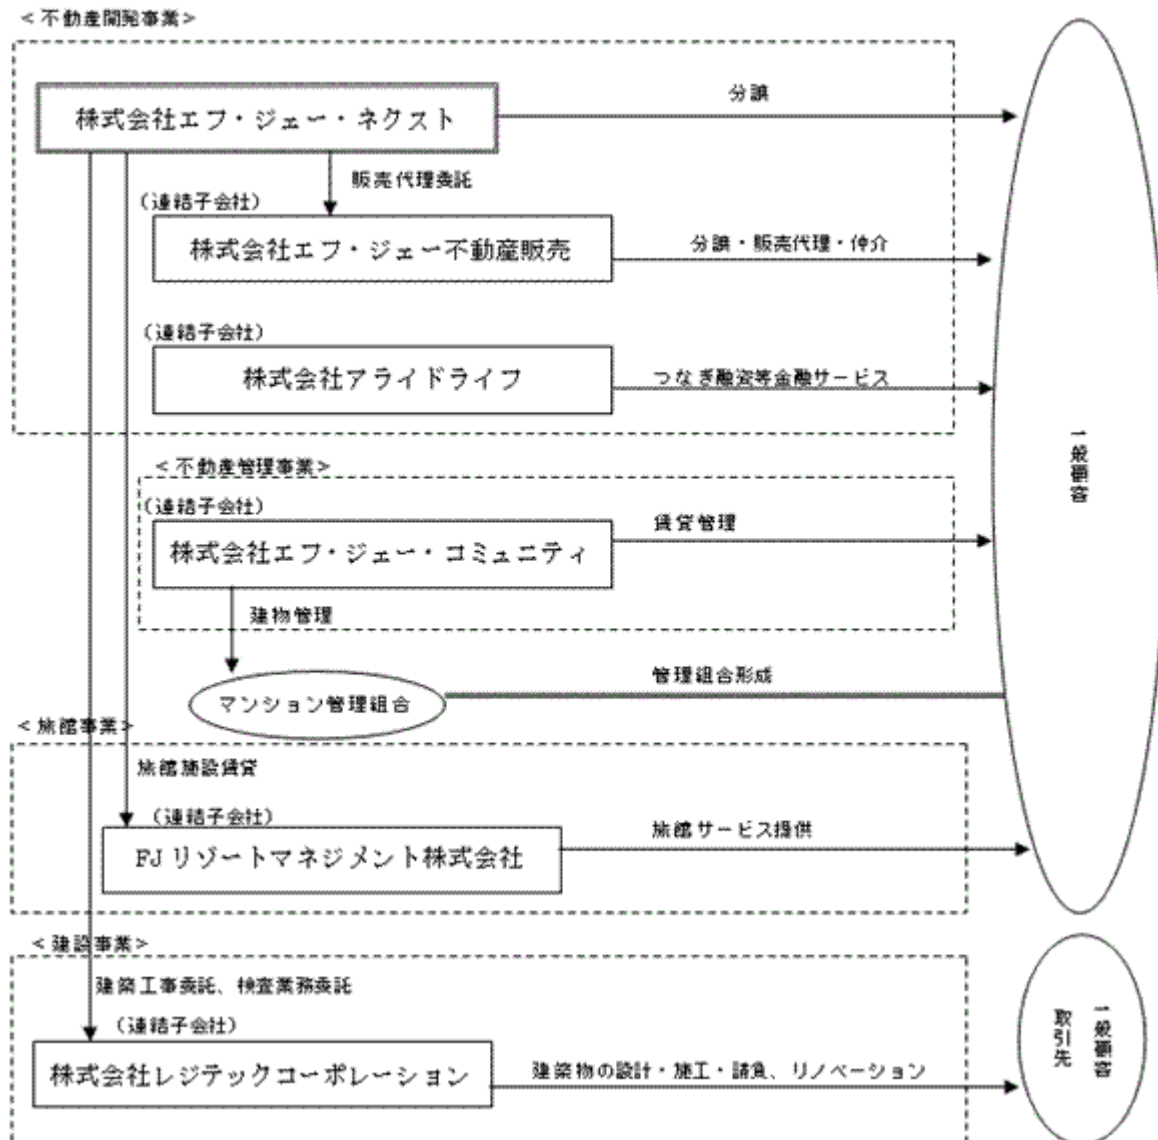 ＜不動産開発事業＞
株式会社エフ・ジェー・ネクスト
分譲
販売代理委託
（連結子会社）
株式会社エフ・ジェー不動産販売
分譲・販売代理・仲介
（連結子会社）
株式会社アライドライフ
つなぎ融資等金融サービス
一般顧客
＜不動産管理事業＞
（連結子会社）
株式会社エフ・ジェー・コミュニティ
賃貸管理
建物管理
マンション管理組合
管理組合形成
＜旅館事業＞
旅館施設賃貸
（連結子会社）
FJリゾートマネジメント株式会社
旅館サービス提供
＜建設事業＞
建築工事委託、検査業務委託
（連結子会社）
株式会社レジテックコーポレーション
建築物の設計・施工・請負、リノベーション
一般顧客
取引先